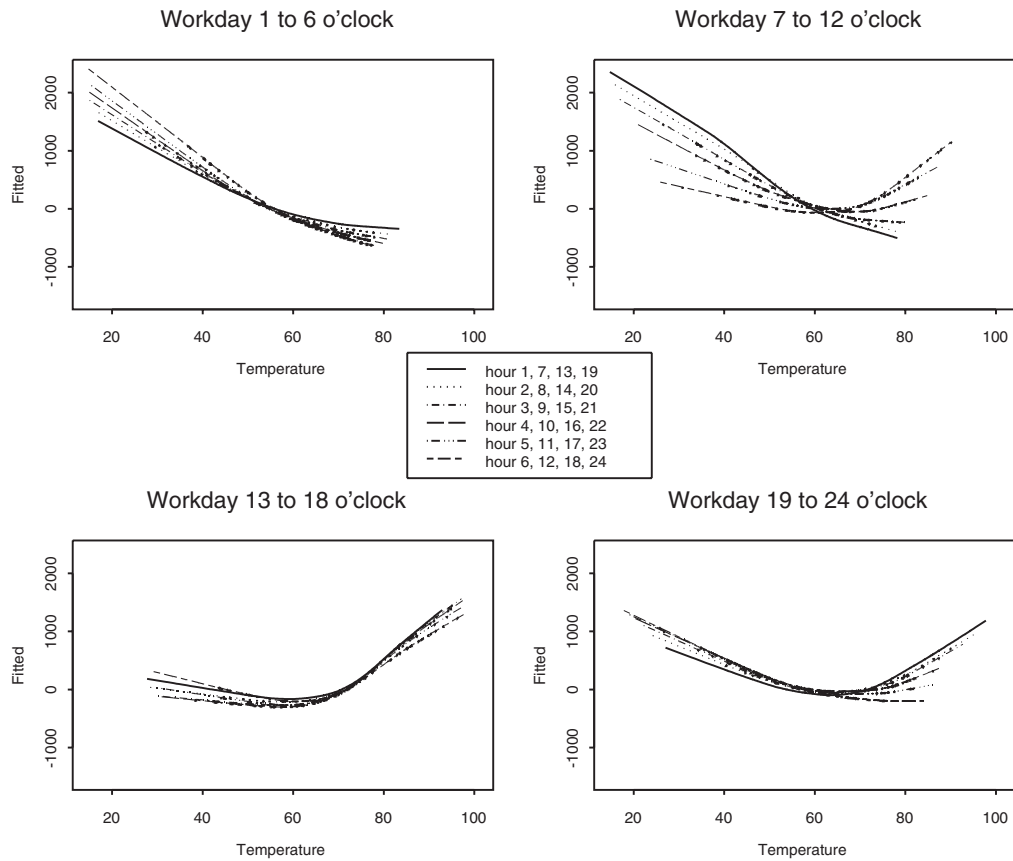 Workday 1 to 6 o'clock
Fitted
2000
1000
0
-1000
20 40 60 80 100
Temperature
Workday 7 to 12 o'clock
Fitted
2000
1000
0
-1000
20 40 60 80 100
Temperature
hour 1, 7, 13, 19
hour 2, 8, 14, 20
hour 3, 9, 15, 21
hour 4, 10, 16, 22
hour 5, 11, 17, 23
hour 6, 12, 18, 24
Workday 13 to 18 o'clock
Fitted
2000
1000
0
-1000
20 40 60 80 100
Temperature
Workday 19 to 24 o'clock
Fitted
2000
1000
0
-1000
20 40 60 80 100
Temperature